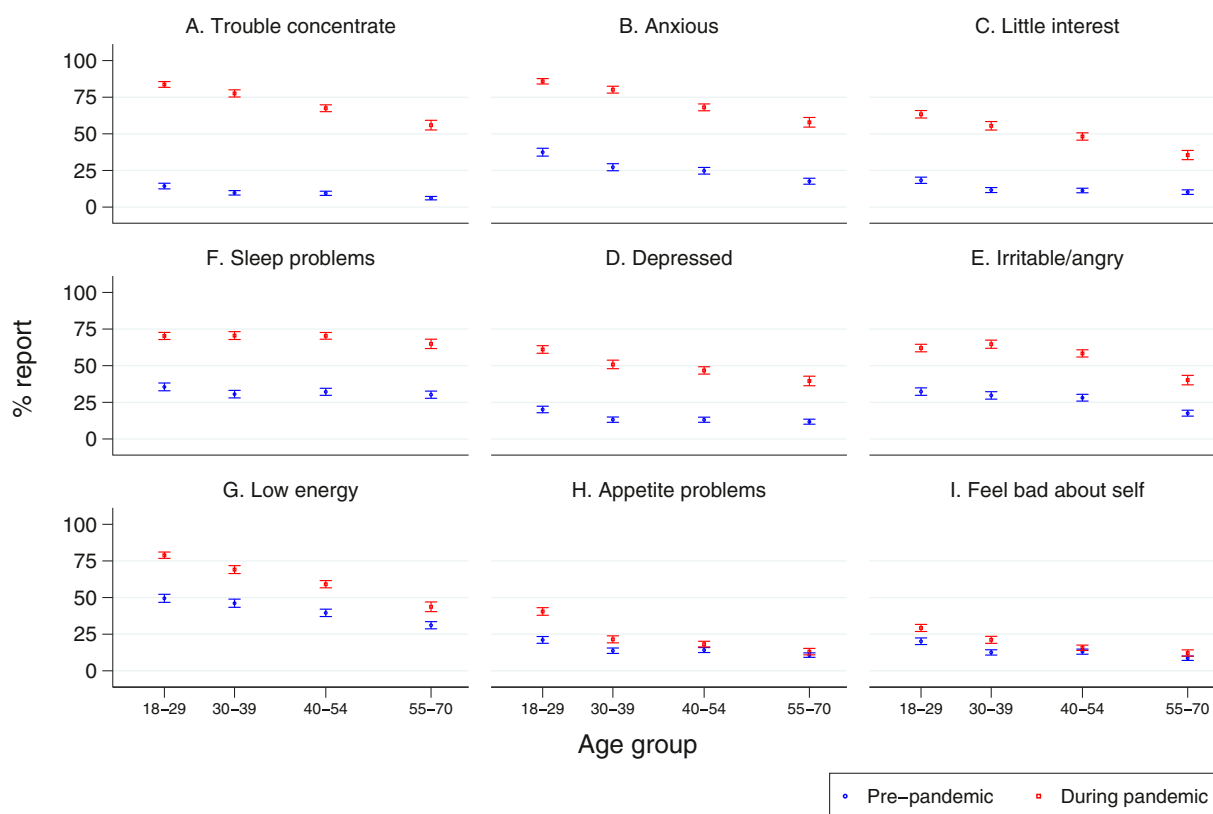 A. Trouble concentrate
B. Anxious
C. Little interest
100
75
50
25
0
F. Sleep problems
D. Depressed
E. Irritable/angry
100
75
50
25
0
% report
G. Low energy
H. Appetite problems
I. Feel bad about self
100
75
50
25
0
18–29 30–39 40–54 55–70
18–29 30–39 40–54 55–70
18–29 30–39 40–54 55–70
Age group
Pre–pandemic
During pandemic